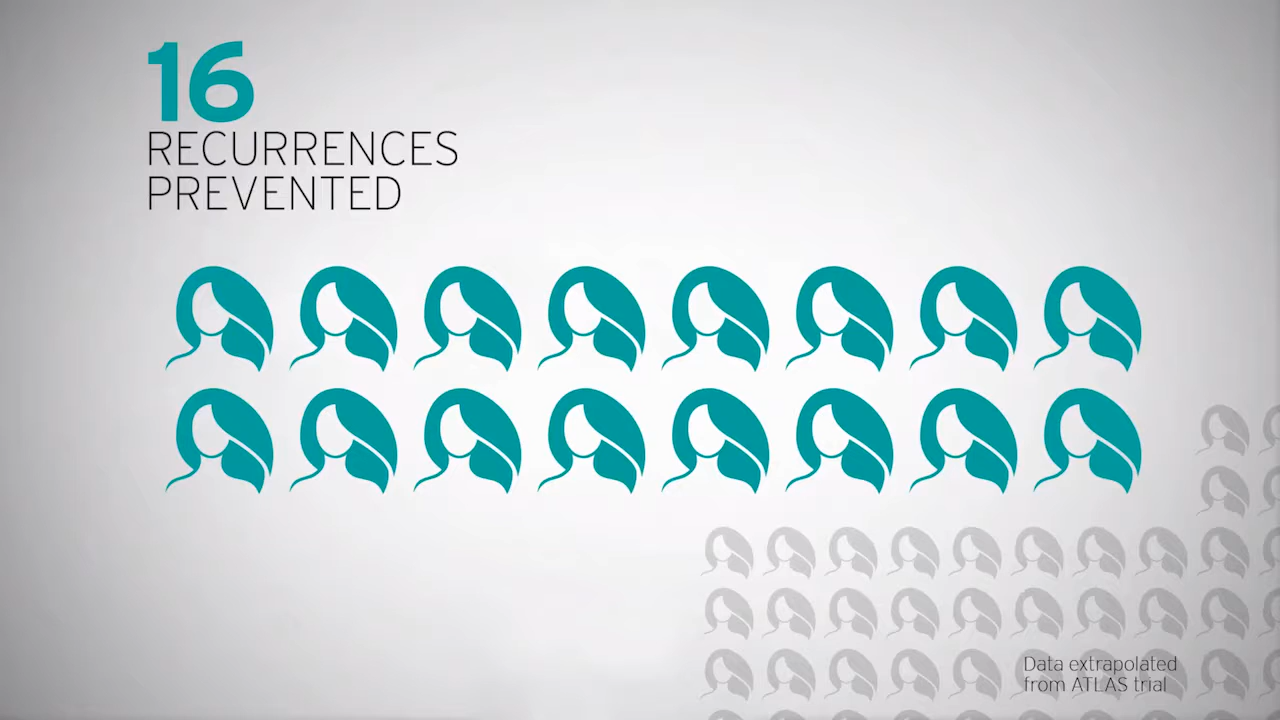 16
RECURRENCES
PREVENTED
Data extrapolated
from ATLAS trial